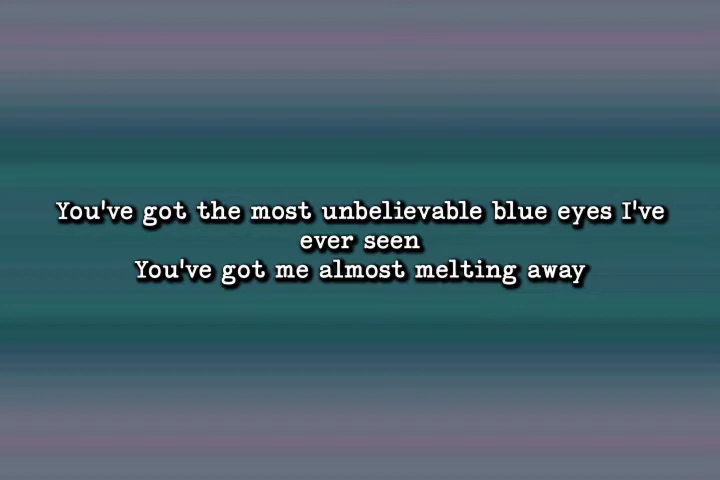 You've got the most unbelievable blue eyes I've
ever seen
You've got me almost melting away